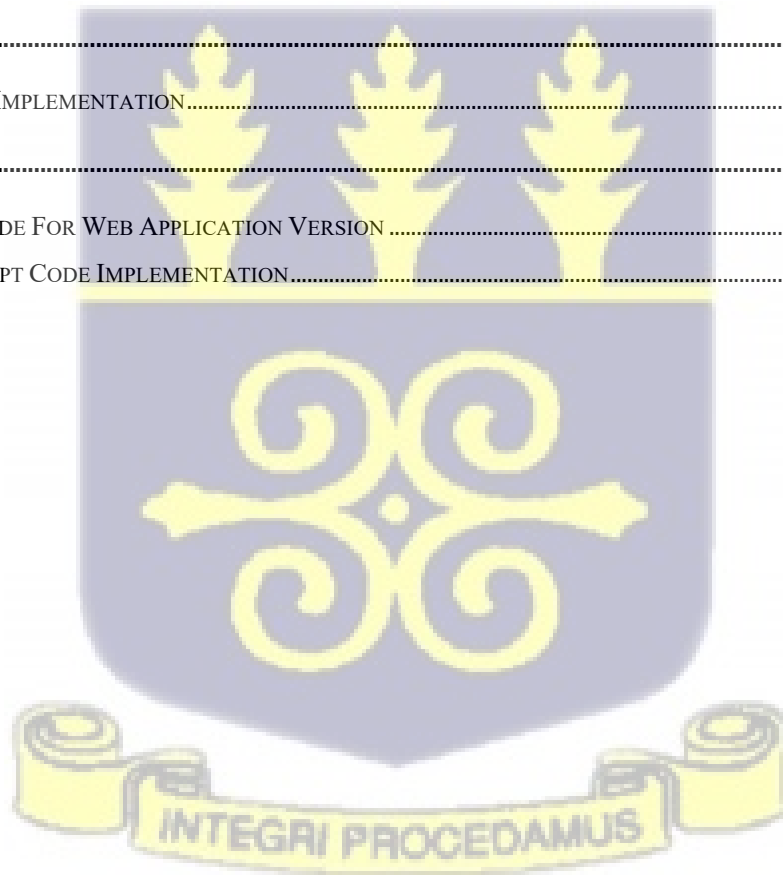 IMPLEMENTATION
DE FOR WEB APPLICATION VERSION
PT CODE IMPLEMENTATION
INTEGRI PROCEDAMUS